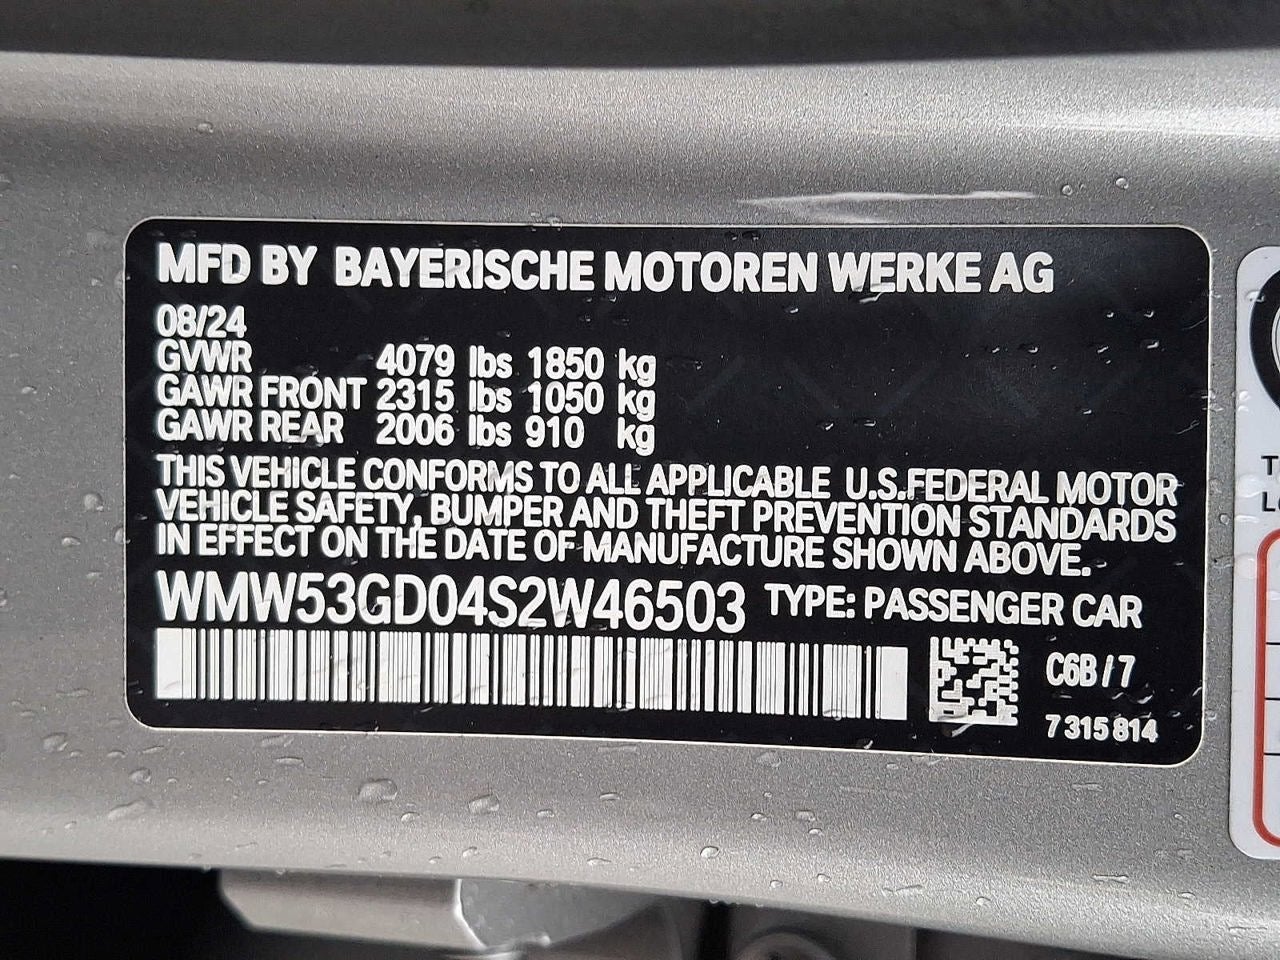 MFD BY BAYERISCHE MOTOREN WERKE AG
08/24
GVWR 4079 lbs 1850 kg
GAWR FRONT 2315 lbs 1050 kg
GAWR REAR 2006 lbs 910 kg
THIS VEHICLE CONFORMS TO ALL APPLICABLE U.S.FEDERAL MOTOR
VEHICLE SAFETY, BUMPER AND THEFT PREVENTION STANDARDS
IN EFFECT ON THE DATE OF MANUFACTURE SHOWN ABOVE.
WMW53GD04S2W46503 TYPE: PASSENGER CAR
C6B / 7
7 315 814